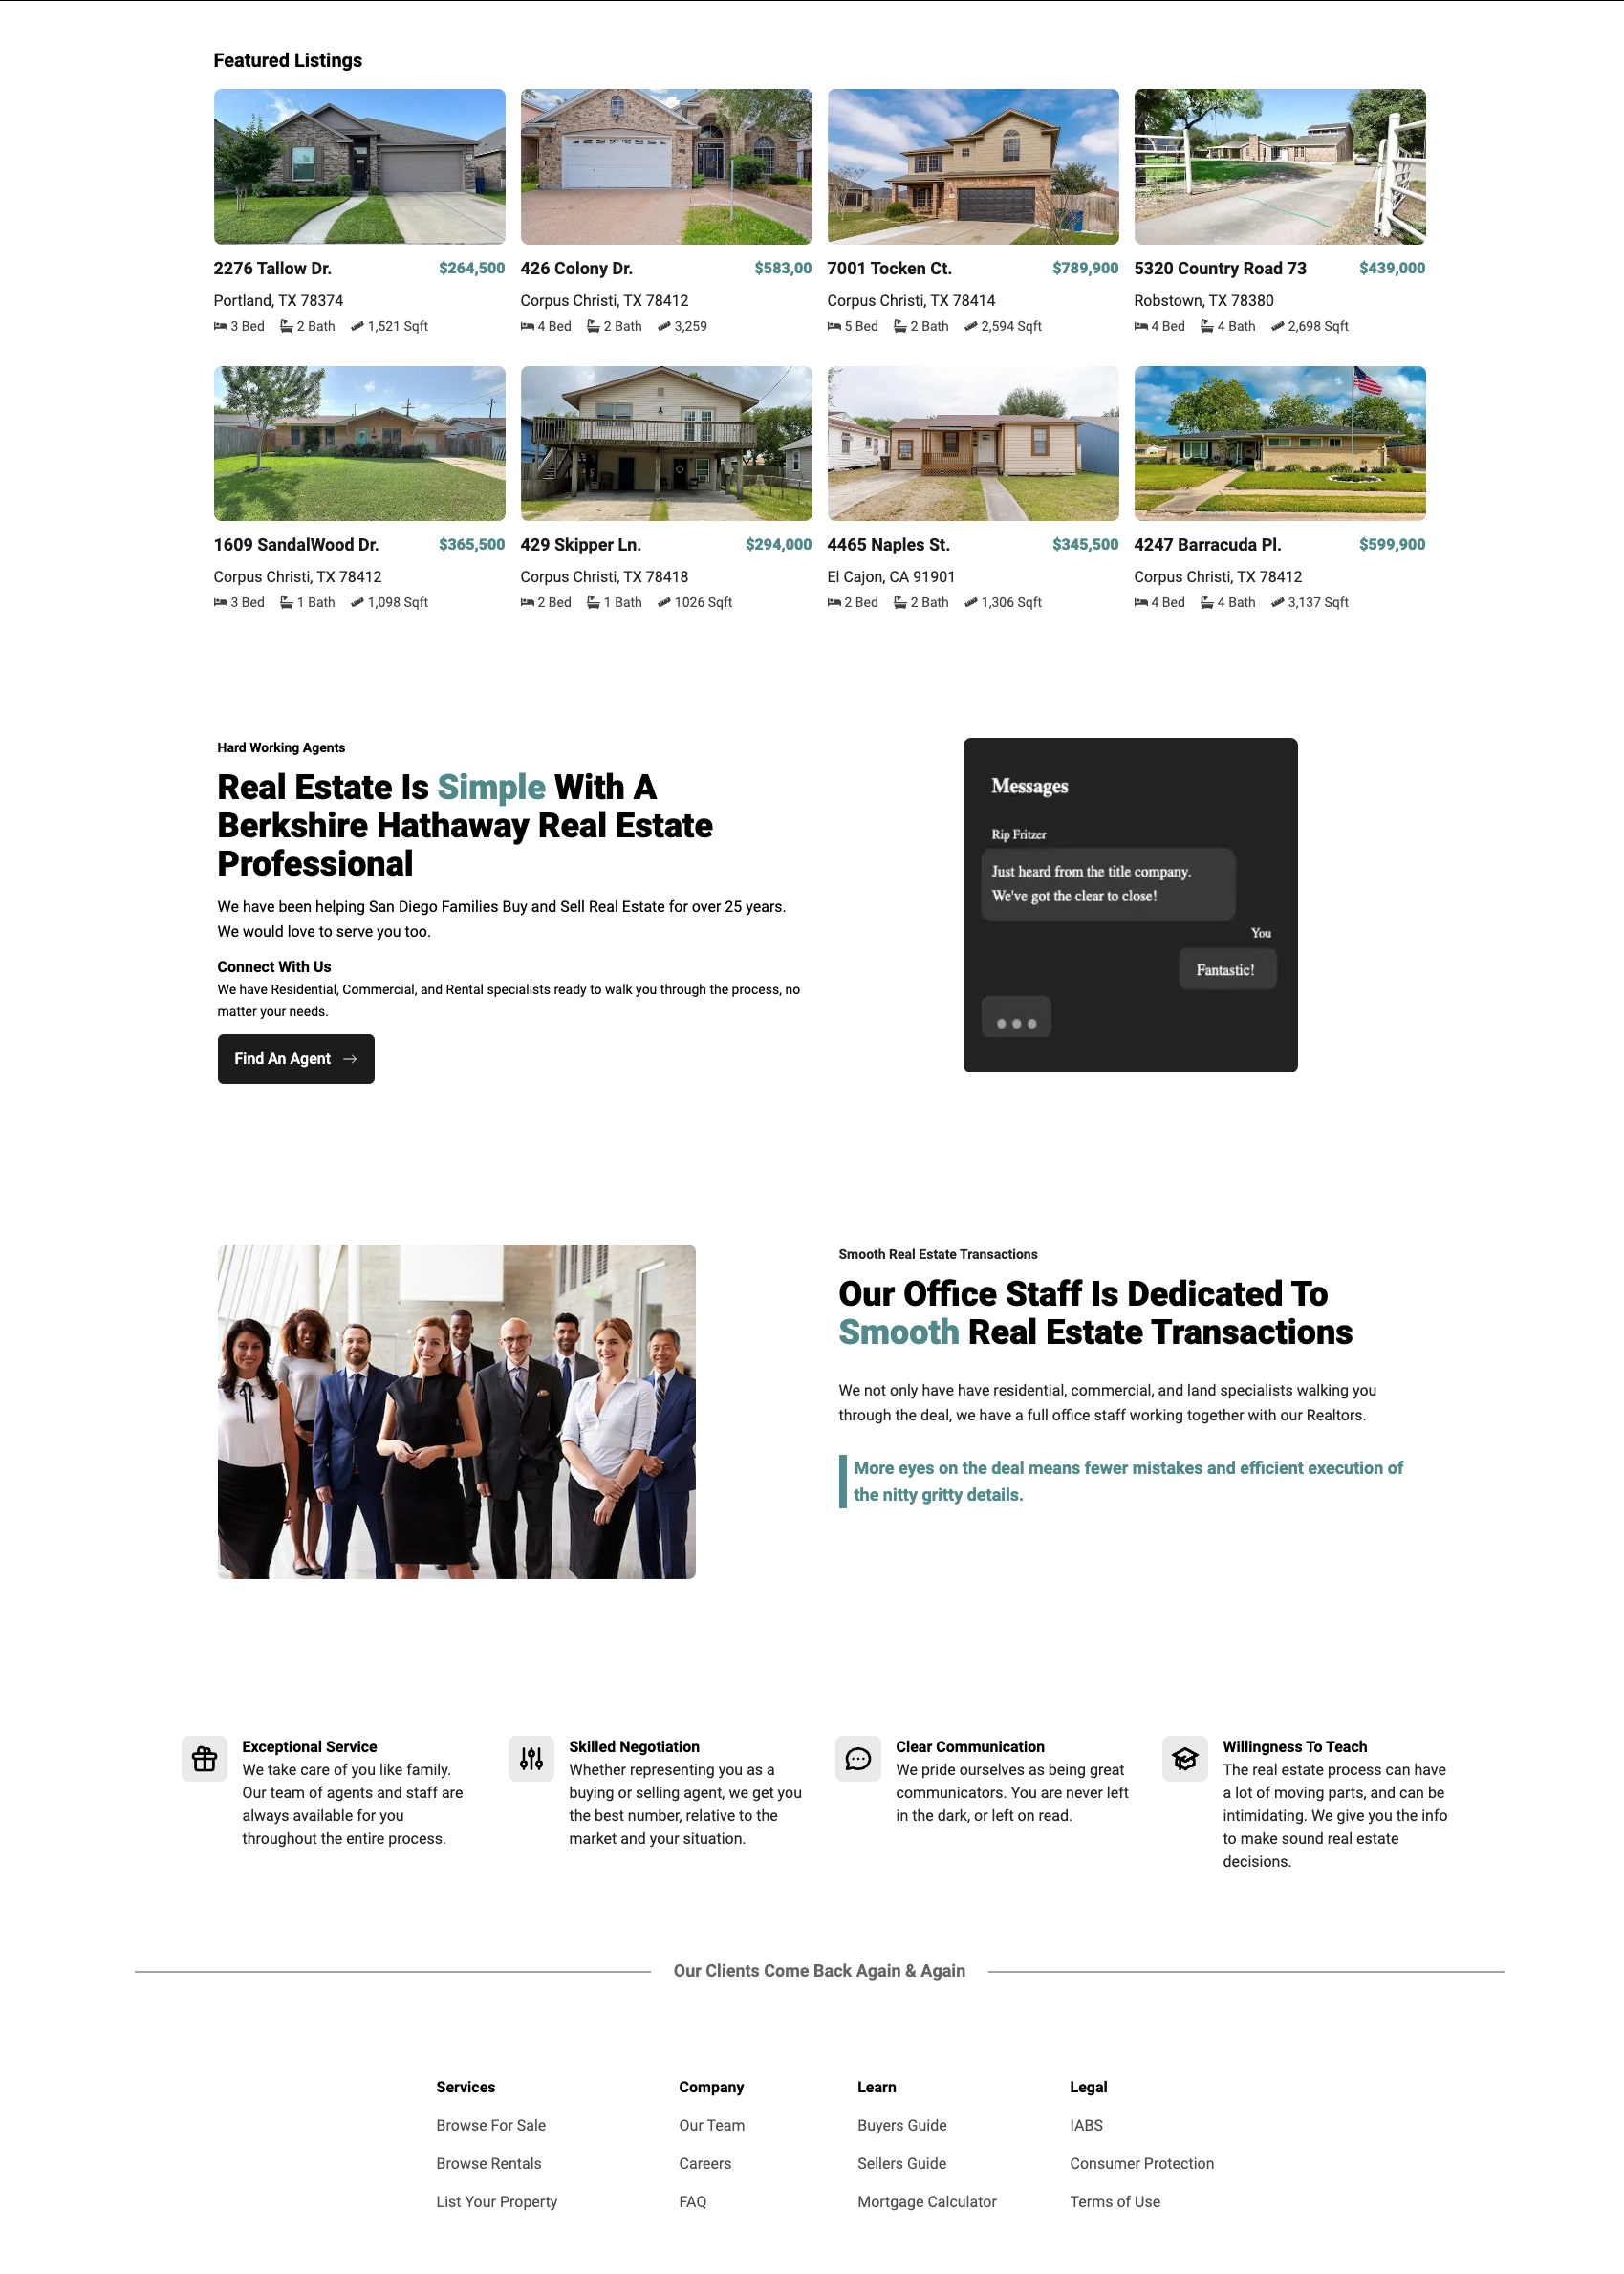 Featured Listings
2276 Tallow Dr. $264,500
Portland, TX 78374
3 Bed 2 Bath 1,521 Sqft
426 Colony Dr. $583,00
Corpus Christi, TX 78412
4 Bed 2 Bath 3,259
7001 Tocken Ct. $789,900
Corpus Christi, TX 78414
5 Bed 2 Bath 2,594 Sqft
5320 Country Road 73 $439,000
Robstown, TX 78380
4 Bed 4 Bath 2,698 Sqft
1609 SandalWood Dr. $365,500
Corpus Christi, TX 78412
3 Bed 1 Bath 1,098 Sqft
429 Skipper Ln. $294,000
Corpus Christi, TX 78418
2 Bed 1 Bath 1026 Sqft
4465 Naples St. $345,500
El Cajon, CA 91901
2 Bed 2 Bath 1,306 Sqft
4247 Barracuda Pl. $599,900
Corpus Christi, TX 78412
4 Bed 4 Bath 3,137 Sqft
Hard Working Agents
Real Estate Is Simple With A
Berkshire Hathaway Real Estate
Professional
We have been helping San Diego Families Buy and Sell Real Estate for over 25 years.
We would love to serve you too.
Connect With Us
We have Residential, Commercial, and Rental specialists ready to walk you through the process, no
matter your needs.
Find An Agent
Messages
Rip Fritzer
Just heard from the title company.
We've got the clear to close!
You
Fantastic!
Smooth Real Estate Transactions
Our Office Staff Is Dedicated To
Smooth Real Estate Transactions
We not only have have residential, commercial, and land specialists walking you
through the deal, we have a full office staff working together with our Realtors.
More eyes on the deal means fewer mistakes and efficient execution of
the nitty gritty details.
Exceptional Service
We take care of you like family.
Our team of agents and staff are
always available for you
throughout the entire process.
Skilled Negotiation
Whether representing you as a
buying or selling agent, we get you
the best number, relative to the
market and your situation.
Clear Communication
We pride ourselves as being great
communicators. You are never left
in the dark, or left on read.
Willingness To Teach
The real estate process can have
a lot of moving parts, and can be
intimidating. We give you the info
to make sound real estate
decisions.
Our Clients Come Back Again & Again
Services
Browse For Sale
Browse Rentals
List Your Property
Company
Our Team
Careers
FAQ
Learn
Buyers Guide
Sellers Guide
Mortgage Calculator
Legal
IABS
Consumer Protection
Terms of Use